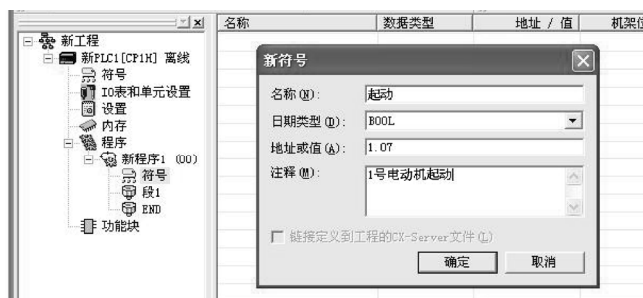 名称 数据类型 地址 / 值 机架位
新工程
新PLC1[CP1H] 离线
符号
IO表和单元设置
设置
内存
程序
新程序1 (00)
符号
段1
END
功能块
新符号
名称(N): 起动
日期类型(D): BOOL
地址或值(A): 1.07
注释(M): 1号电动机起动
链接定义到工程的CX-Server文件(L)
确定 取消